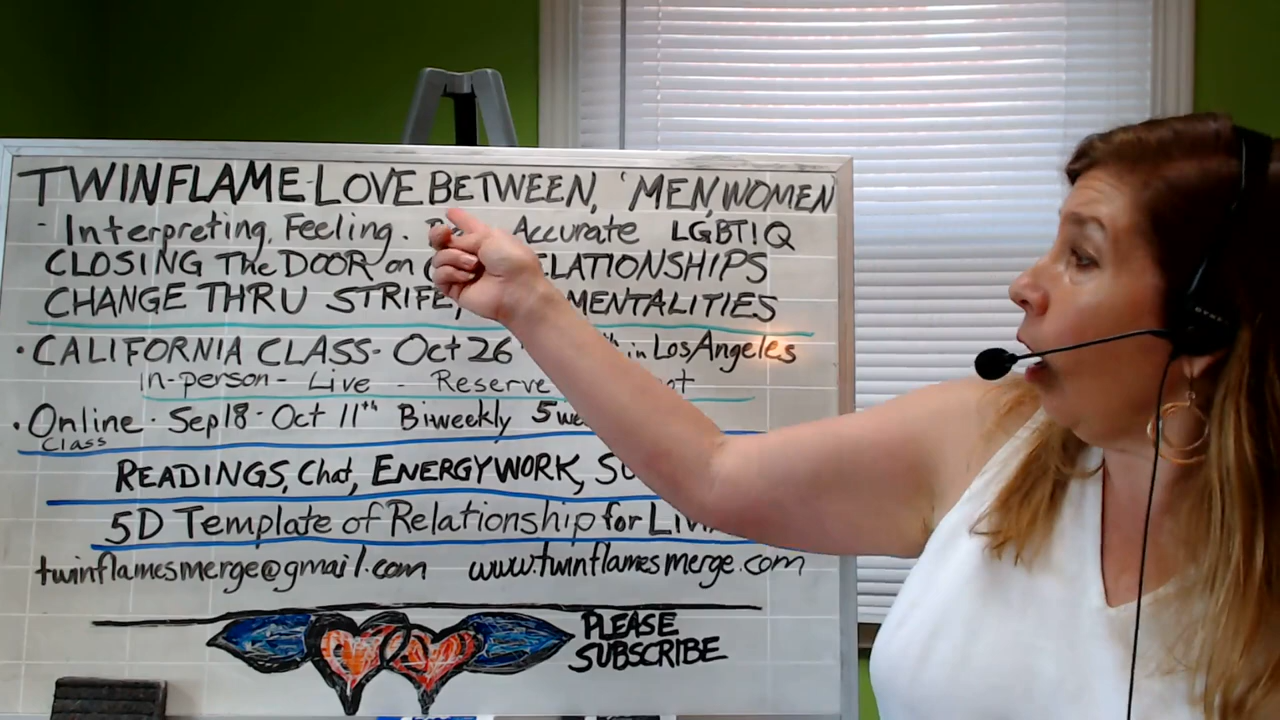 TWINFLAME-LOVE BETWEEN, 'MEN, WOMEN
- Interpreting, Feeling. Accurate LGBTIQ
CLOSING The DOOR on RELATIONSHIPS
CHANGE THRU STRIFE, MENTALITIES
• CALIFORNIA CLASS- Oct 26 in Los Angeles
in-person - Live - Reserve
• Online • Sep 18 - Oct 11th Biweekly 5
Class
READINGS, Chat, ENERGYWORK,
5D Template of Relationship for
twinflamesmerge@gmail.com www.twinflamesmerge.com
PLEASE
SUBSCRIBE